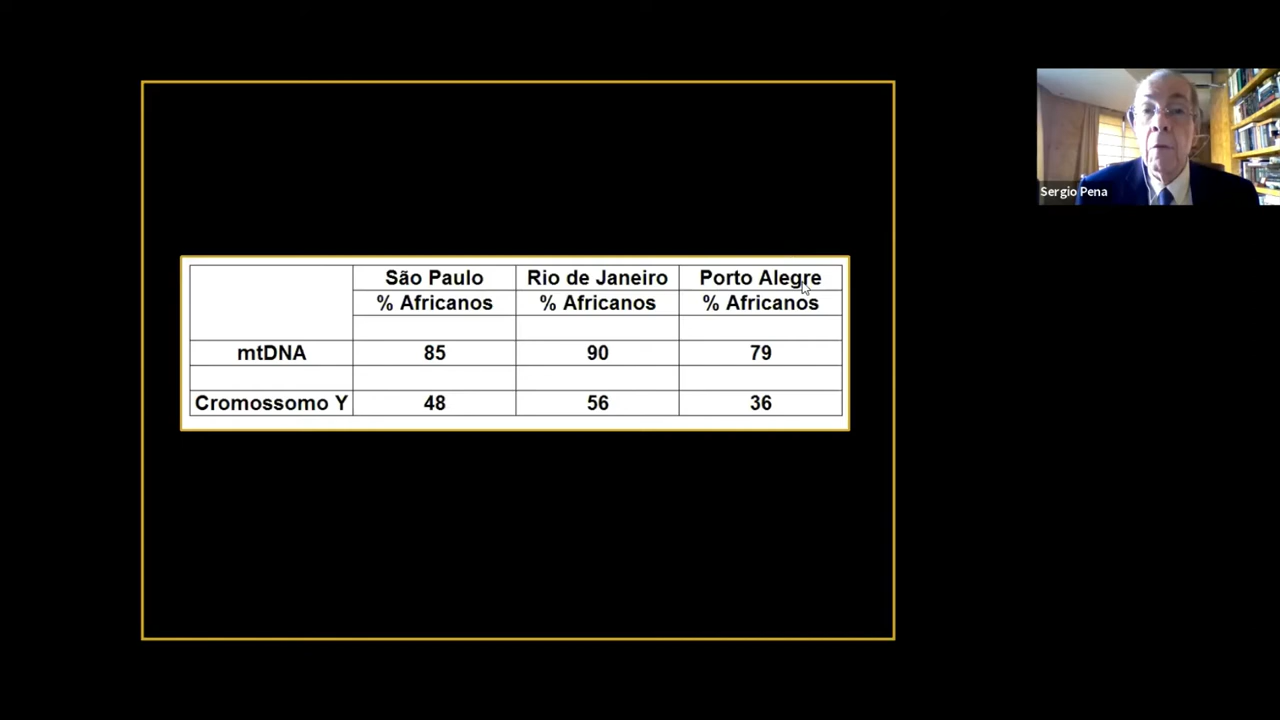 São Paulo Rio de Janeiro Porto Alegre
% Africanos % Africanos % Africanos
mtDNA 85 90 79
Cromossomo Y 48 56 36
Sergio Pena